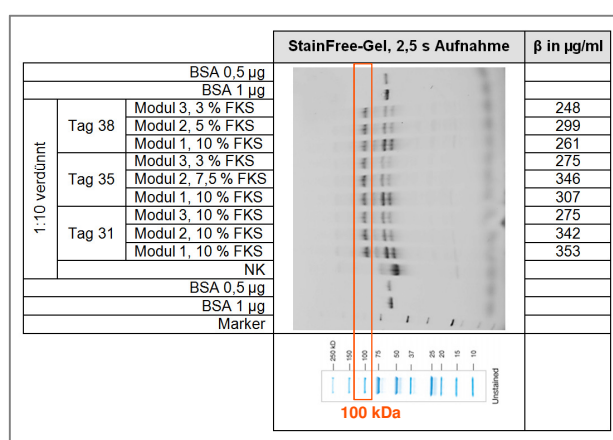 StainFree-Gel, 2,5 s Aufnahme β in µg/ml
BSA 0,5 µg
BSA 1 µg
1:10 verdünnt
Tag 38
Modul 3, 3 % FKS 248
Modul 2, 5 % FKS 299
Modul 1, 10 % FKS 261
Tag 35
Modul 3, 3 % FKS 275
Modul 2, 7,5 % FKS 346
Modul 1, 10 % FKS 307
Tag 31
Modul 3, 10 % FKS 275
Modul 2, 10 % FKS 342
Modul 1, 10 % FKS 353
NK
BSA 0,5 µg
BSA 1 µg
Marker
250 kD
150
100
75
50
37
25
20
15
10
Unstained
100 kDa